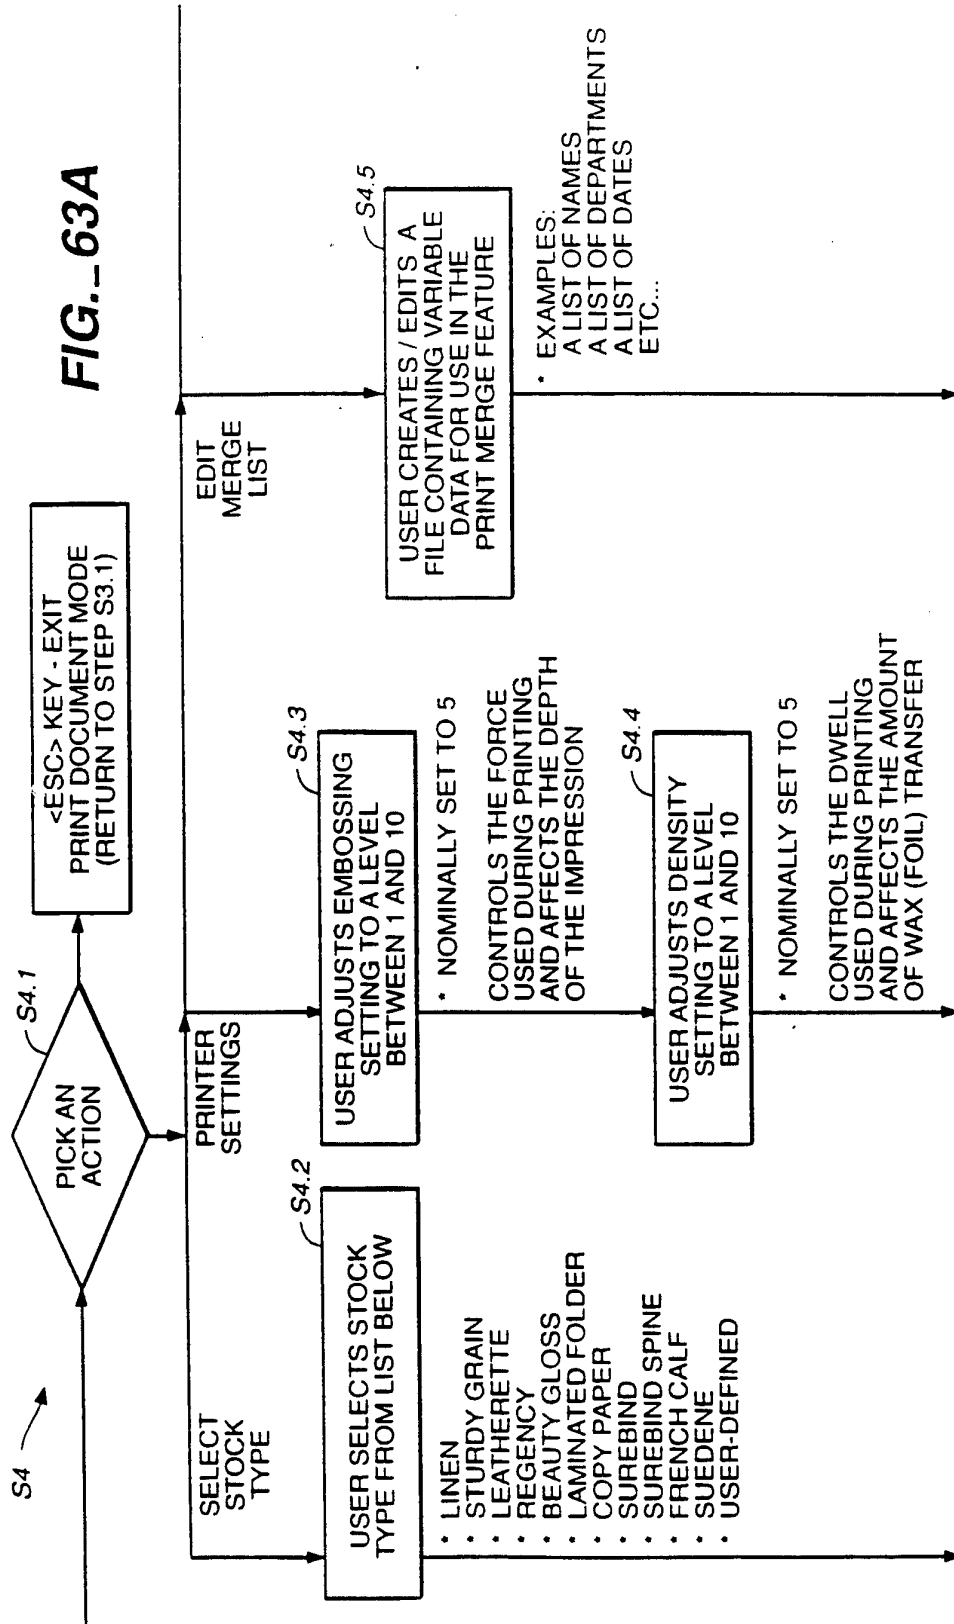 FIG._63A
S4
S4.1
PICK AN
ACTION
<ESC> KEY - EXIT
PRINT DOCUMENT MODE
(RETURN TO STEP S3.1)
SELECT
STOCK
TYPE
PRINTER
SETTINGS
EDIT
MERGE
LIST
S4.2
USER SELECTS STOCK
TYPE FROM LIST BELOW
* LINEN
* STURDY GRAIN
* LEATHERETTE
* REGENCY
* BEAUTY GLOSS
* LAMINATED FOLDER
* COPY PAPER
* SUREBIND
* SUREBIND SPINE
* FRENCH CALF
* SUEDENE
* USER-DEFINED
S4.3
USER ADJUSTS EMBOSSING
SETTING TO A LEVEL
BETWEEN 1 AND 10
* NOMINALLY SET TO 5
CONTROLS THE FORCE
USED DURING PRINTING
AND AFFECTS THE DEPTH
OF THE IMPRESSION
S4.4
USER ADJUSTS DENSITY
SETTING TO A LEVEL
BETWEEN 1 AND 10
* NOMINALLY SET TO 5
CONTROLS THE DWELL
USED DURING PRINTING
AND AFFECTS THE AMOUNT
OF WAX (FOIL) TRANSFER
S4.5
USER CREATES / EDITS A
FILE CONTAINING VARIABLE
DATA FOR USE IN THE
PRINT MERGE FEATURE
* EXAMPLES:
A LIST OF NAMES
A LIST OF DEPARTMENTS
A LIST OF DATES
ETC...